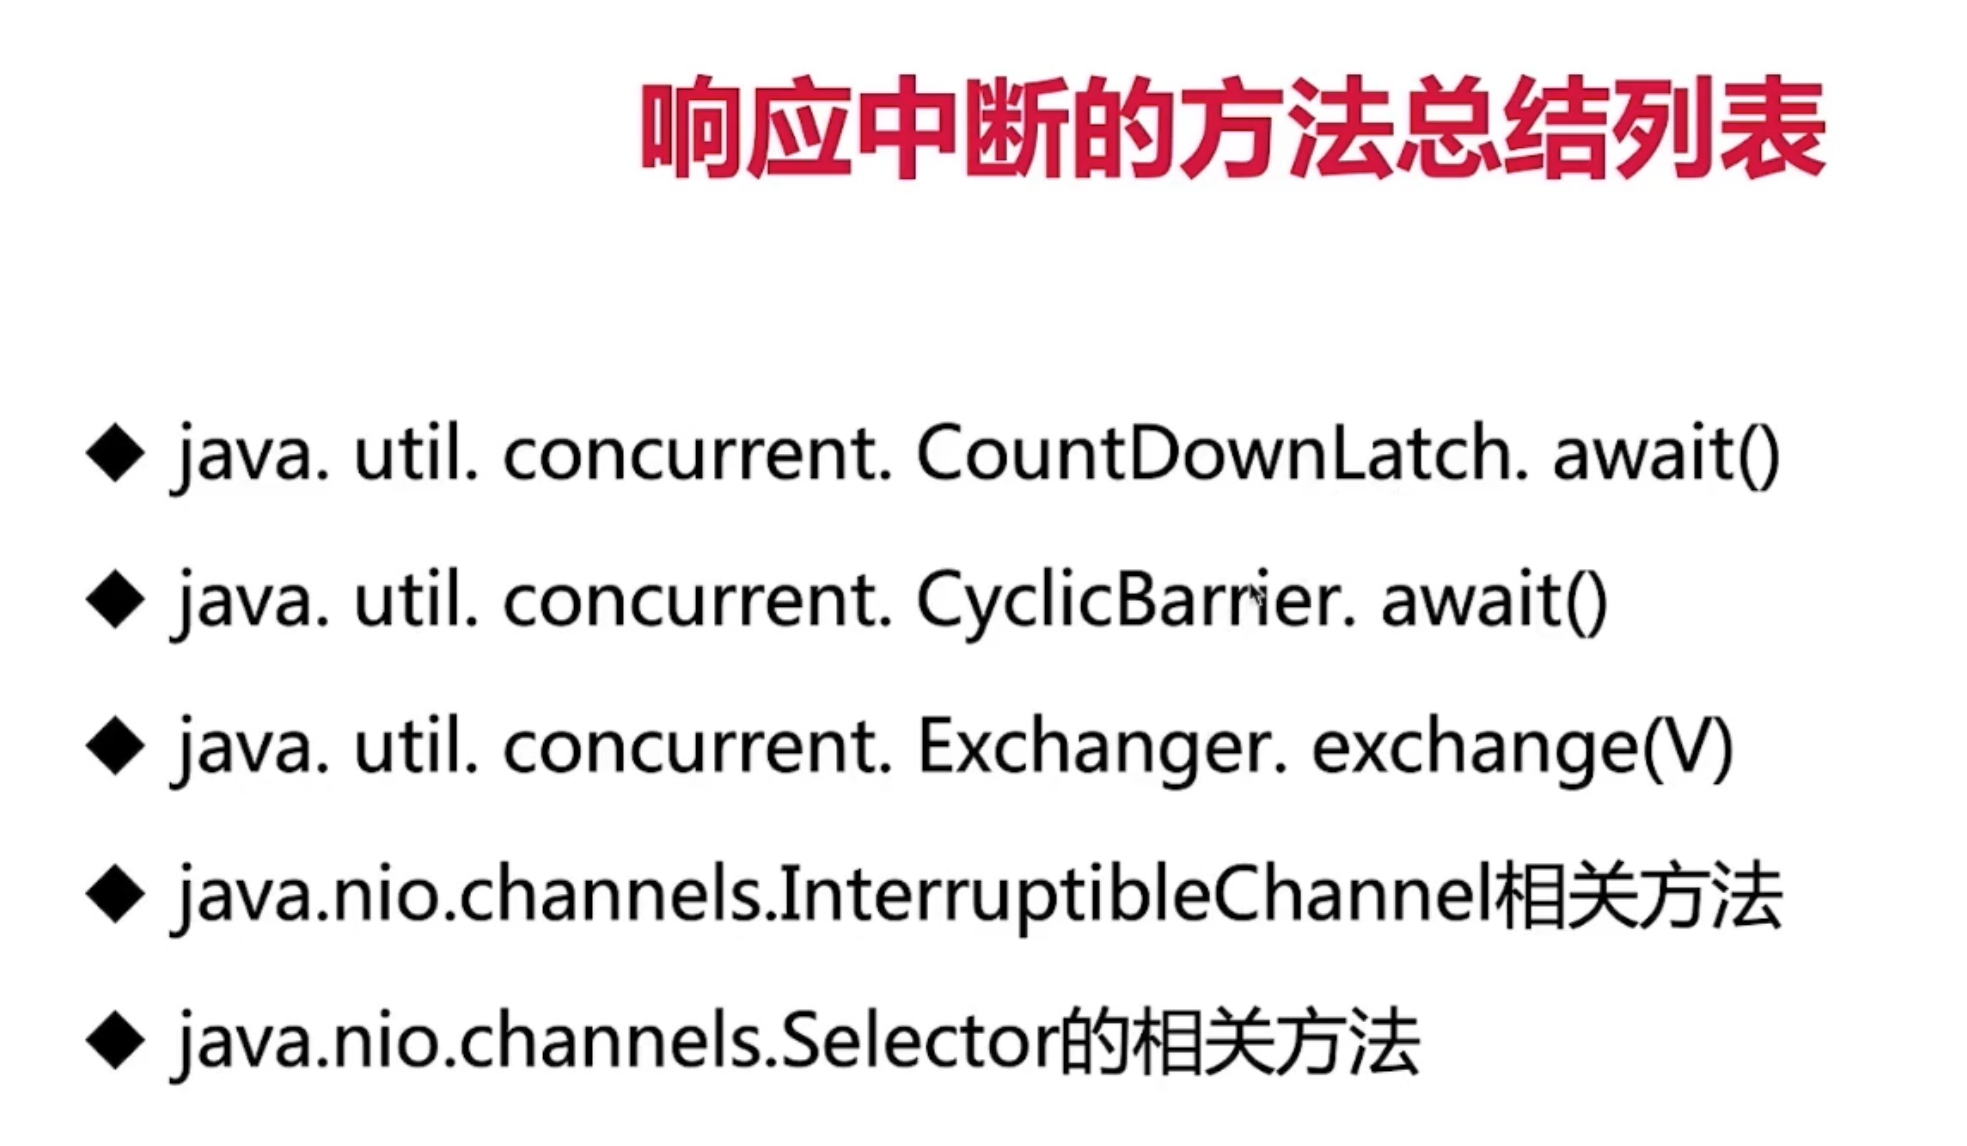 响应中断的方法总结列表
◆ java. util. concurrent. CountDownLatch. await()
◆ java. util. concurrent. CyclicBarrier. await()
◆ java. util. concurrent. Exchanger. exchange(V)
◆ java.nio.channels.InterruptibleChannel相关方法
◆ java.nio.channels.Selector的相关方法